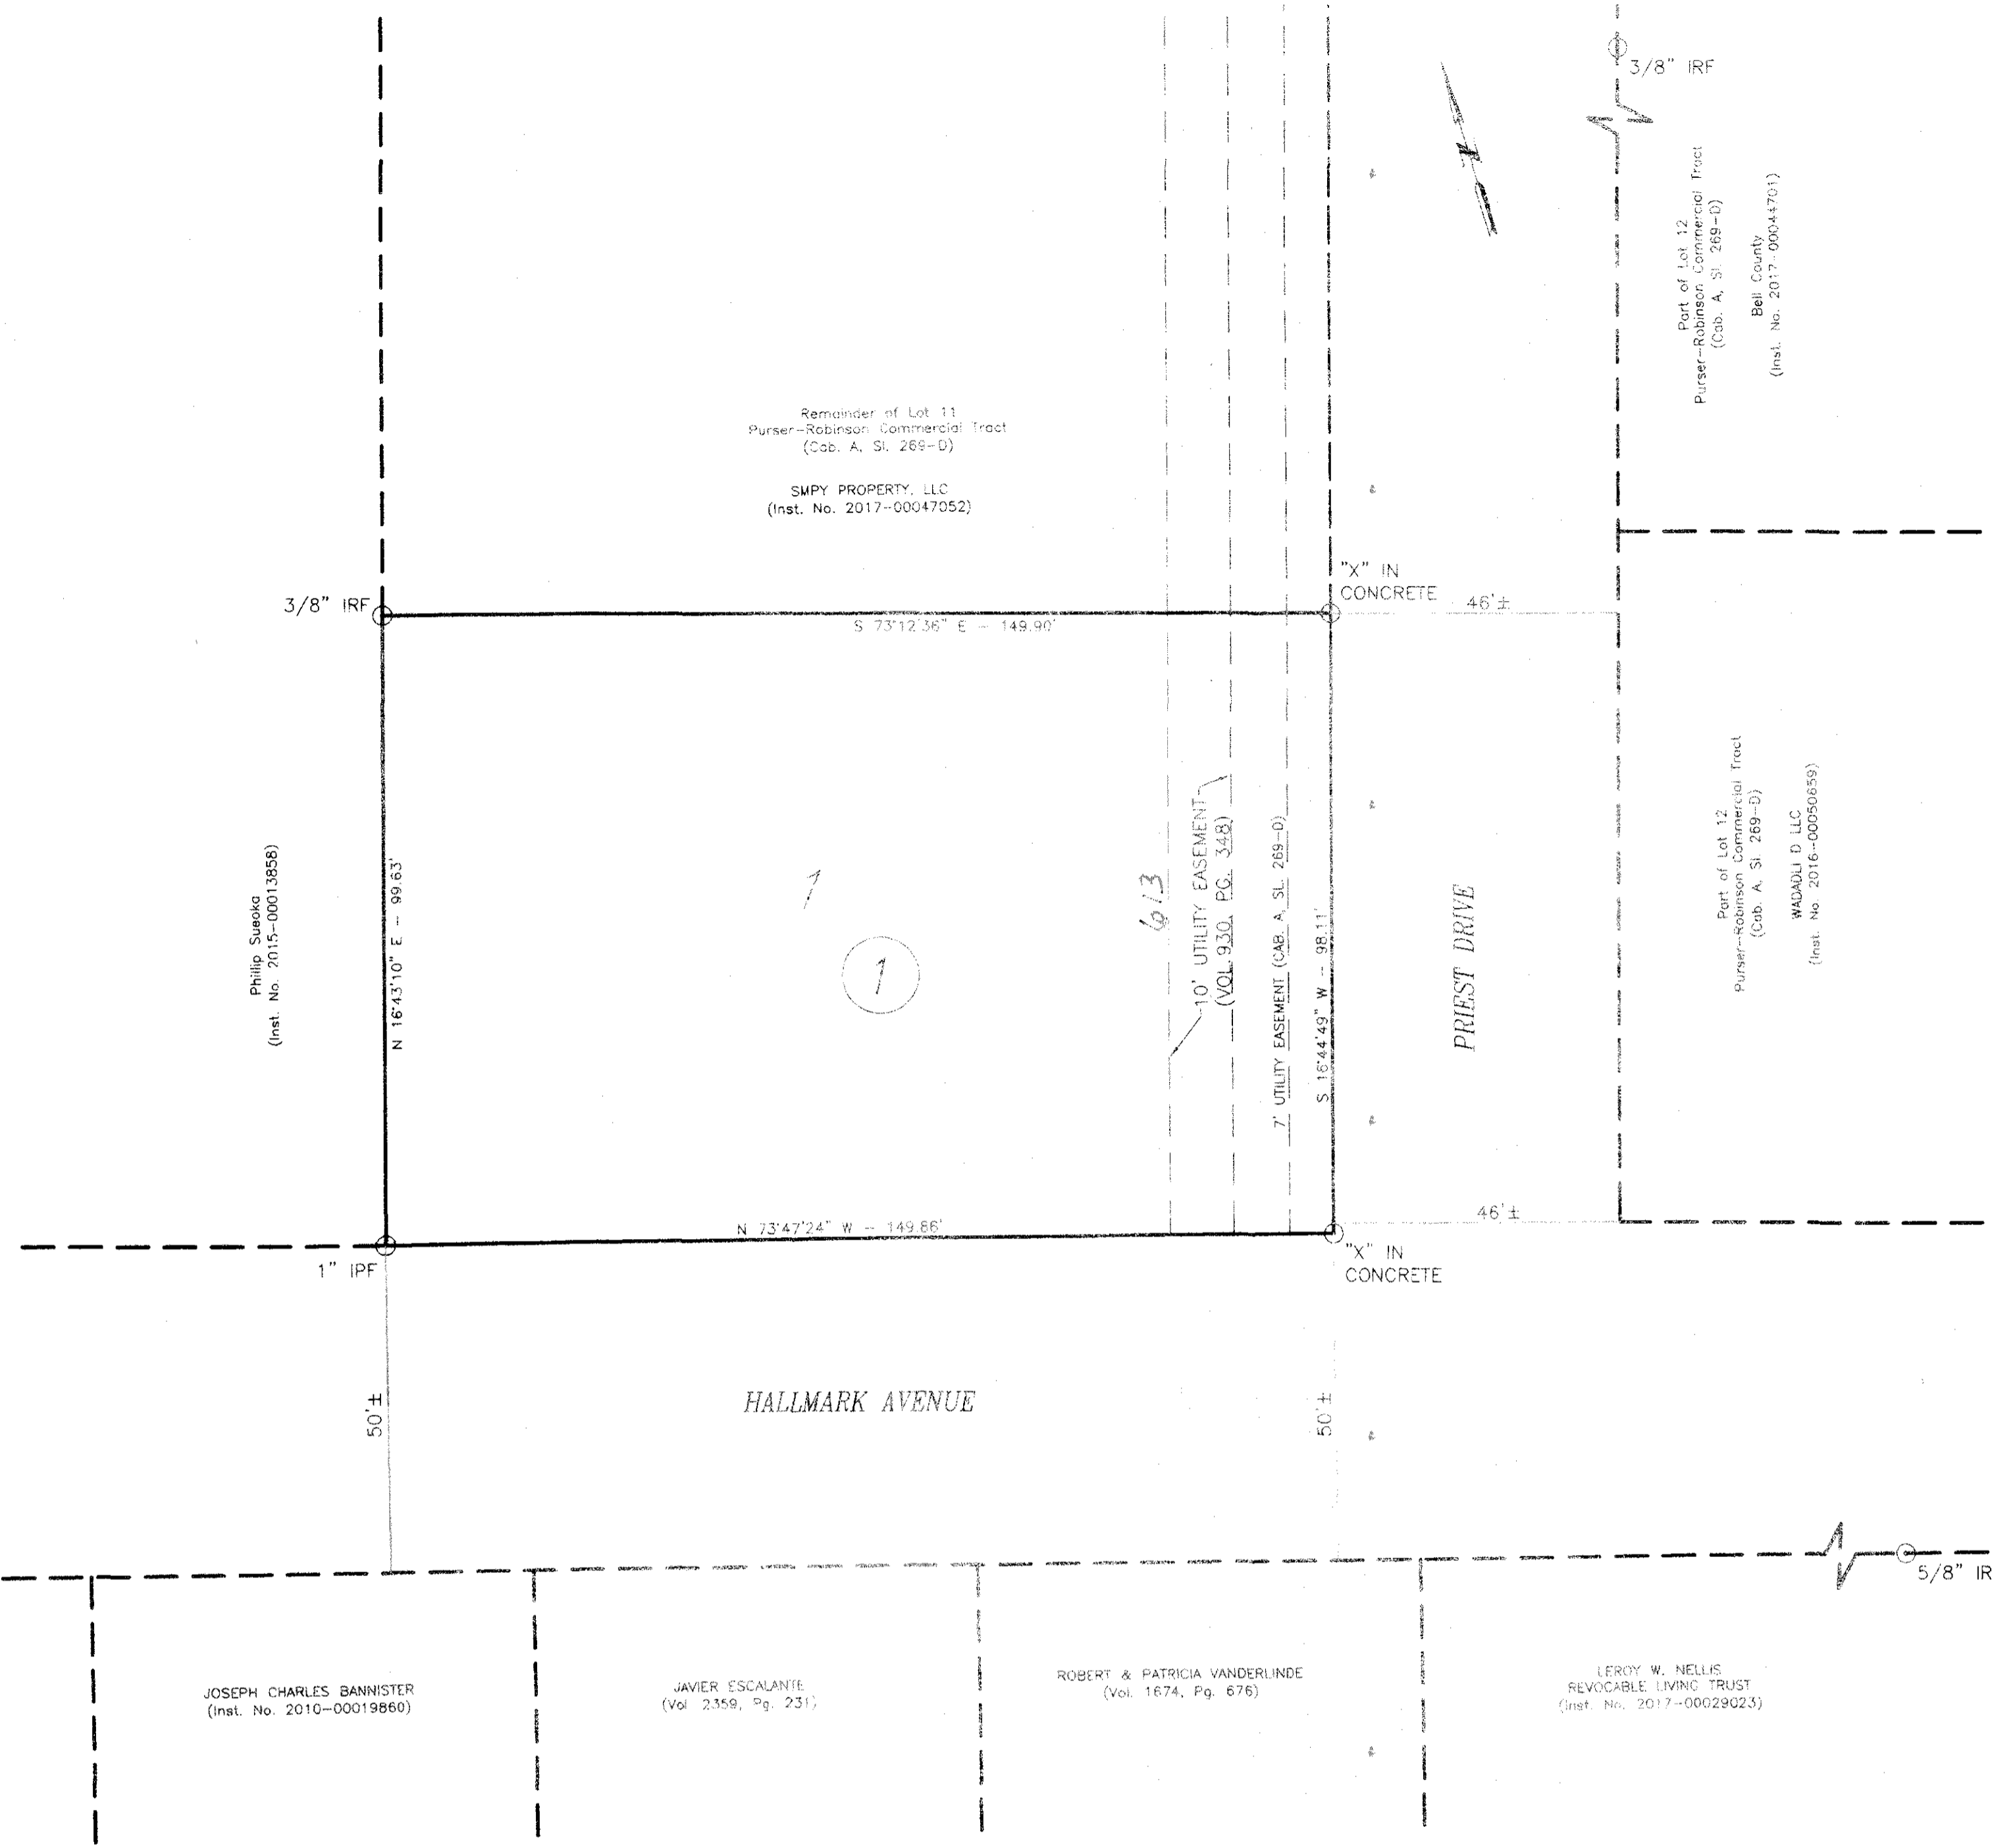 3/8" IRF
Part of Lot 12
Purser-Robinson Commercial Tract
(Cab. A, Sl. 269-D)
Bell County
(Inst. No. 2017-00044701)
Remainder of Lot 11
Purser-Robinson Commercial Tract
(Cab. A, Sl. 269-D)
SMPY PROPERTY, LLC
(Inst. No. 2017-00047052)
"X" IN
CONCRETE
46'±
3/8" IRF
S 73°12'36" E - 149.90'
Phillip Sueoka
(Inst. No. 2015-00013858)
N 16°43'10" E - 99.63'
1
1
613
10' UTILITY EASEMENT
(VOL. 930, PG. 348)
7' UTILITY EASEMENT (CAB. A, SL. 269-D)
S 16°44'49" W - 98.11'
PRIEST DRIVE
Part of Lot 12
Purser-Robinson Commercial Tract
(Cab. A, Sl. 269-D)
WADADLI D LLC
(Inst. No. 2016-00050659)
N 73°47'24" W - 149.86'
46'±
1" IPF
"X" IN
CONCRETE
50'±
HALLMARK AVENUE
50'±
5/8" IR
JOSEPH CHARLES BANNISTER
(Inst. No. 2010-00019860)
JAVIER ESCALANTE
(Vol 2359, Pg. 231)
ROBERT & PATRICIA VANDERLINDE
(Vol. 1674, Pg. 676)
LEROY W. NELLIS
REVOCABLE LIVING TRUST
(Inst. No. 2017-00029023)